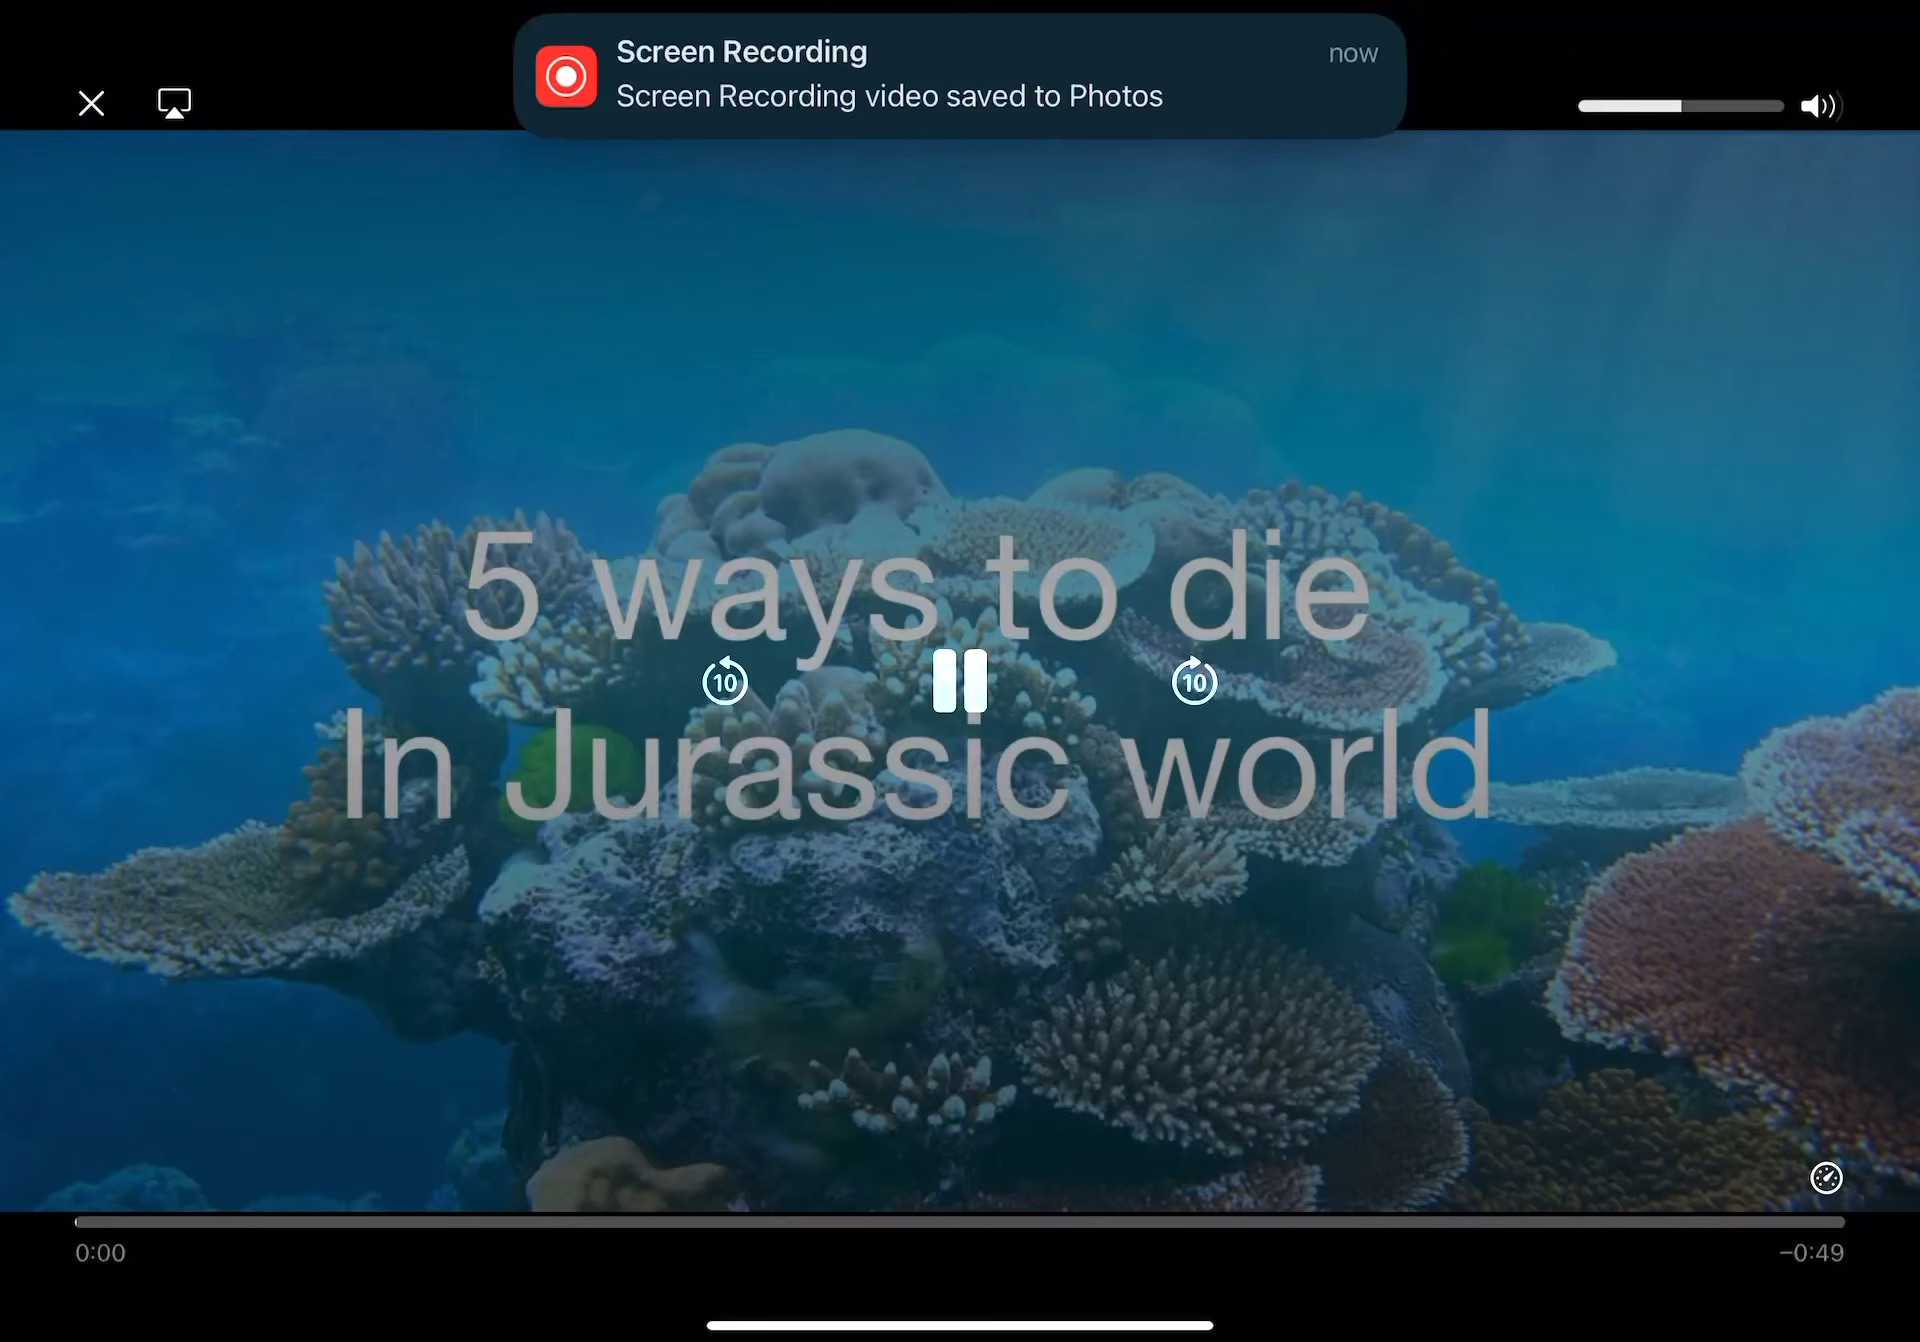 Screen Recording
now
Screen Recording video saved to Photos
5 ways to die
10
10
In Jurassic world
0:00
−0:49